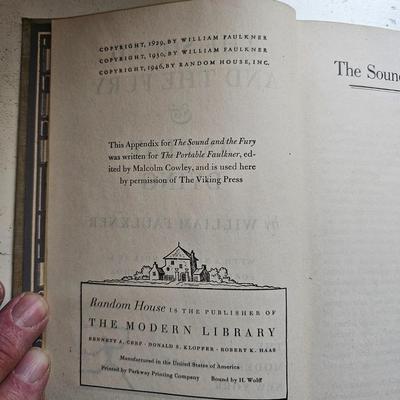 COPYRIGHT, 1929, BY WILLIAM FAULKNER
COPYRIGHT, 1930, BY WILLIAM FAULKNER
COPYRIGHT, 1946, BY RANDOM HOUSE, INC.
This Appendix for The Sound and the Fury
was written for The Portable Faulkner, ed-
ited by Malcolm Cowley, and is used here
by permission of The Viking Press
Random House IS THE PUBLISHER OF
THE MODERN LIBRARY
BENNETT A. CERF · DONALD S. KLOPFER · ROBERT K. HAAS
Manufactured in the United States of America
Printed by Parkway Printing Company Bound by H. Wolff
The Sound